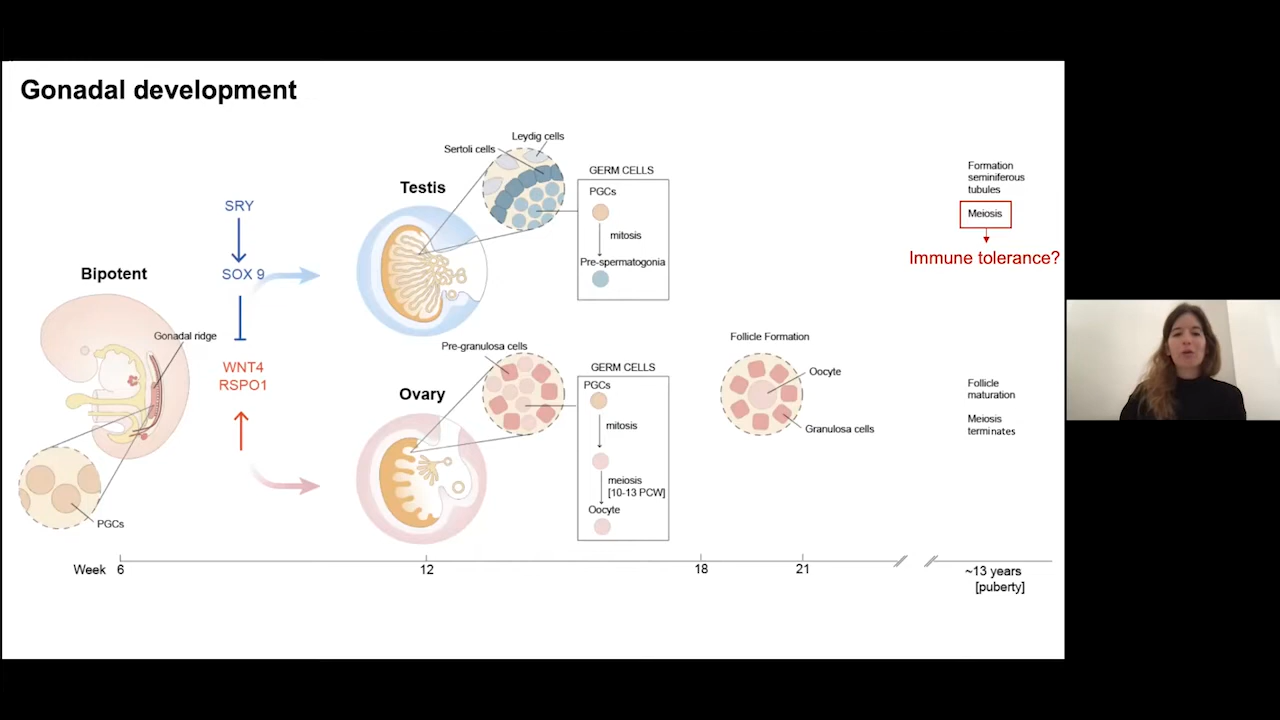 Gonadal development
Leydig cells
Sertoli cells
Testis
GERM CELLS
PGCs
mitosis
Pre-spermatogonia
Formation
seminiferous
tubules
Meiosis
Immune tolerance?
SRY
SOX 9
Bipotent
Gonadal ridge
WNT4
RSPO1
PGCs
Pre-granulosa cells
Ovary
GERM CELLS
PGCs
mitosis
meiosis
[10-13 PCW]
Oocyte
Follicle Formation
Oocyte
Granulosa cells
Follicle
maturation
Meiosis
terminates
Week 6 12 18 21 ~13 years
[puberty]